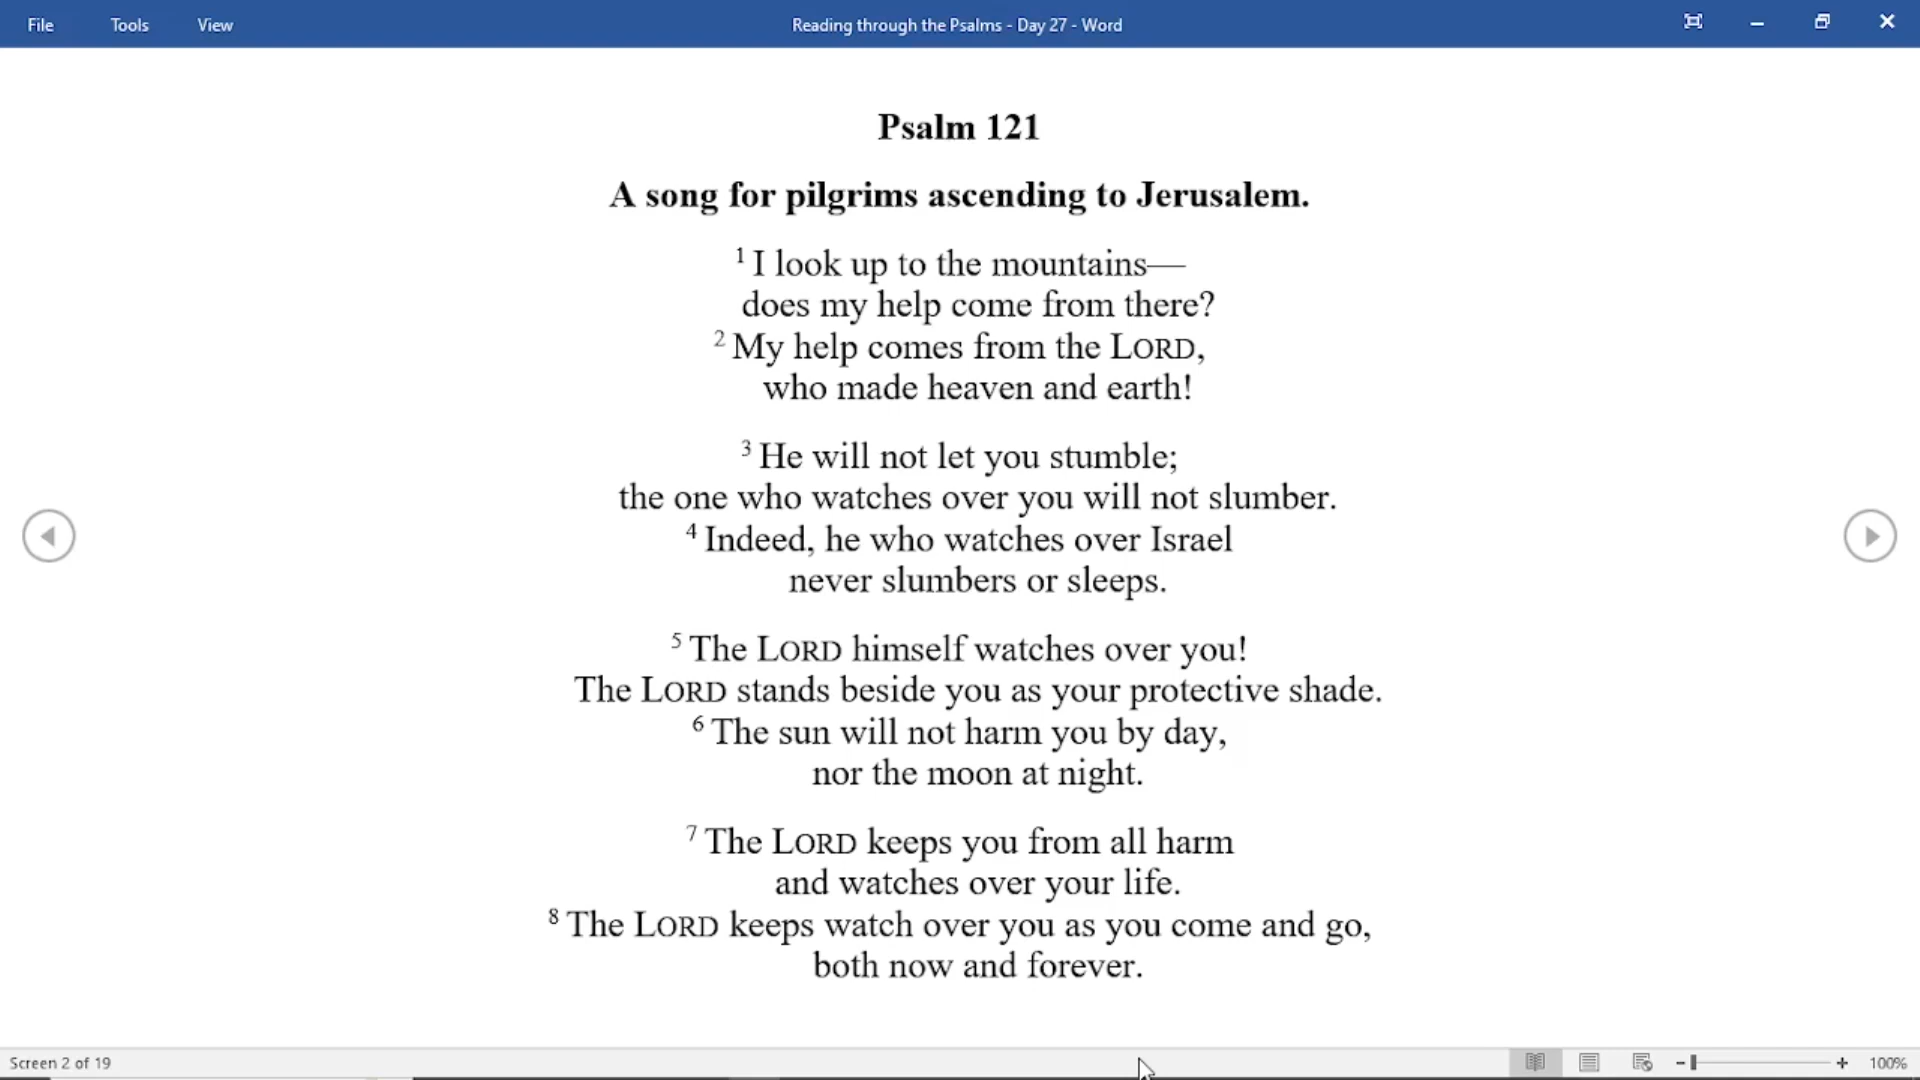 File Tools View Reading through the Psalms - Day 27 - Word
Psalm 121
A song for pilgrims ascending to Jerusalem.
1 I look up to the mountains—
does my help come from there?
2 My help comes from the LORD,
who made heaven and earth!
3 He will not let you stumble;
the one who watches over you will not slumber.
4 Indeed, he who watches over Israel
never slumbers or sleeps.
5 The LORD himself watches over you!
The LORD stands beside you as your protective shade.
6 The sun will not harm you by day,
nor the moon at night.
7 The LORD keeps you from all harm
and watches over your life.
8 The LORD keeps watch over you as you come and go,
both now and forever.
Screen 2 of 19 100%